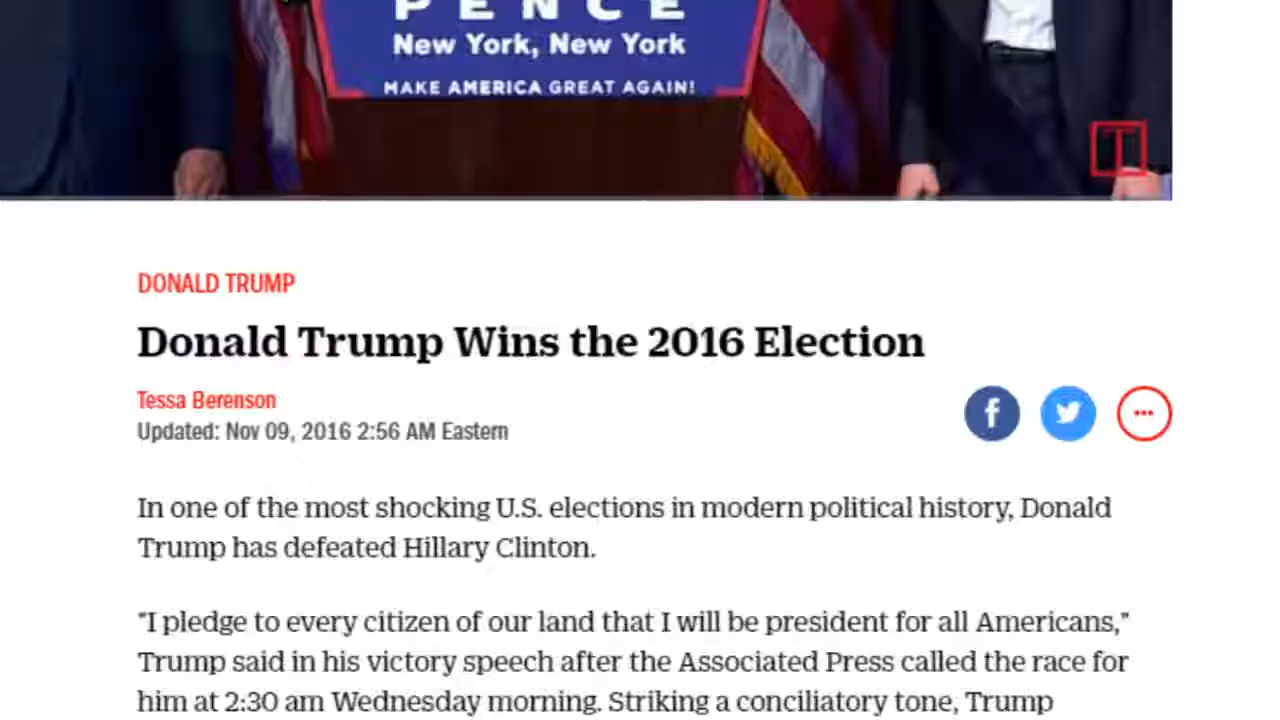 PENCE
New York, New York
MAKE AMERICA GREAT AGAIN!
T
DONALD TRUMP
Donald Trump Wins the 2016 Election
Tessa Berenson
Updated: Nov 09, 2016 2:56 AM Eastern
f
In one of the most shocking U.S. elections in modern political history, Donald
Trump has defeated Hillary Clinton.
"I pledge to every citizen of our land that I will be president for all Americans,"
Trump said in his victory speech after the Associated Press called the race for
him at 2:30 am Wednesday morning. Striking a conciliatory tone, Trump